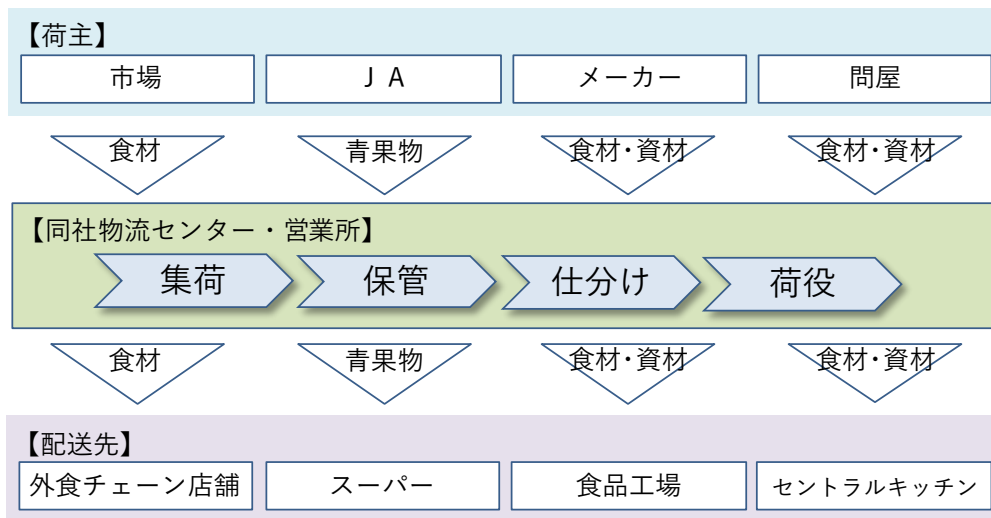 【荷主】
市場
ＪＡ
メーカー
問屋
食材
青果物
食材・資材
食材・資材
【同社物流センター・営業所】
集荷
保管
仕分け
荷役
食材
青果物
食材・資材
食材・資材
【配送先】
外食チェーン店舗
スーパー
食品工場
セントラルキッチン